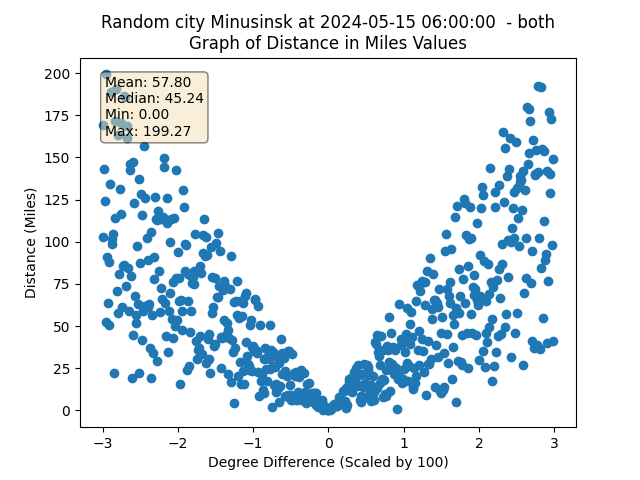 Random city Minusinsk at 2024-05-15 06:00:00  - both
Graph of Distance in Miles Values
Mean: 57.80
Median: 45.24
Min: 0.00
Max: 199.27
Distance (Miles)
200
175
150
125
100
75
50
25
0
−3
−2
−1
0
1
2
3
Degree Difference (Scaled by 100)